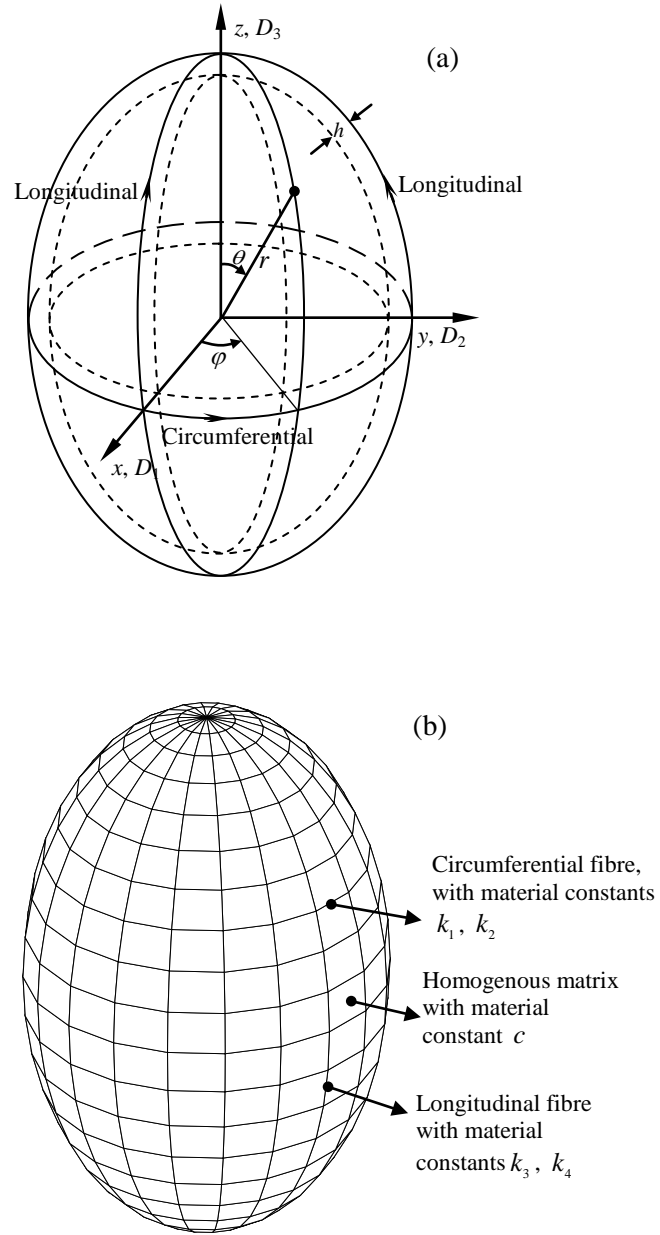 z, D₃
(a)
h
Longitudinal
Longitudinal
θ
r
y, D₂
φ
Circumferential
x, D₁
(b)
Circumferential fibre,
with material constants
k₁ , k₂
Homogenous matrix
with material
constant c
Longitudinal fibre
with material
constants k₃ , k₄